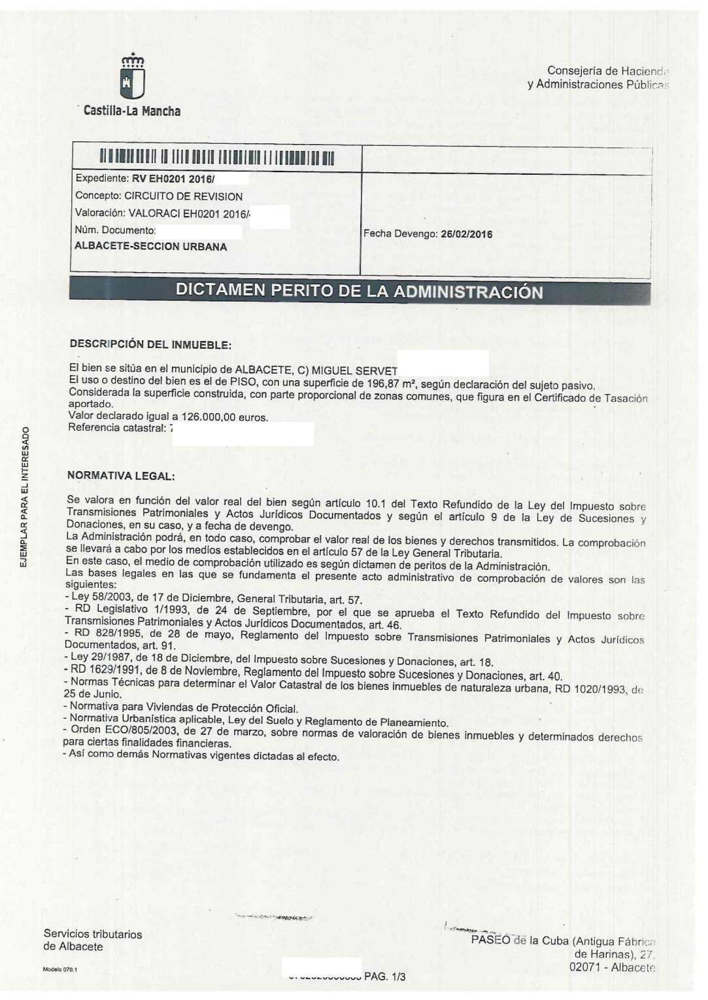 Castilla-La Mancha
Consejería de Hacienda
y Administraciones Públicas
Expediente: RV EH0201 2016/
Concepto: CIRCUITO DE REVISION
Valoración: VALORACI EH0201 2016/
Núm. Documento:
ALBACETE-SECCION URBANA
Fecha Devengo: 26/02/2016
DICTAMEN PERITO DE LA ADMINISTRACIÓN
DESCRIPCIÓN DEL INMUEBLE:
El bien se sitúa en el municipio de ALBACETE, C) MIGUEL SERVET
El uso o destino del bien es el de PISO, con una superficie de 196,87 m², según declaración del sujeto pasivo.
Considerada la superficie construida, con parte proporcional de zonas comunes, que figura en el Certificado de Tasación
aportado.
Valor declarado igual a 126.000,00 euros.
Referencia catastral:
NORMATIVA LEGAL:
Se valora en función del valor real del bien según artículo 10.1 del Texto Refundido de la Ley del Impuesto sobre
Transmisiones Patrimoniales y Actos Jurídicos Documentados y según el artículo 9 de la Ley de Sucesiones y
Donaciones, en su caso, y a fecha de devengo.
La Administración podrá, en todo caso, comprobar el valor real de los bienes y derechos transmitidos. La comprobación
se llevará a cabo por los medios establecidos en el artículo 57 de la Ley General Tributaria.
En este caso, el medio de comprobación utilizado es según dictamen de peritos de la Administración.
Las bases legales en las que se fundamenta el presente acto administrativo de comprobación de valores son las
siguientes:
- Ley 58/2003, de 17 de Diciembre, General Tributaria, art. 57.
- RD Legislativo 1/1993, de 24 de Septiembre, por el que se aprueba el Texto Refundido del Impuesto sobre
Transmisiones Patrimoniales y Actos Jurídicos Documentados, art. 46.
- RD 828/1995, de 28 de mayo, Reglamento del Impuesto sobre Transmisiones Patrimoniales y Actos Jurídicos
Documentados, art. 91.
- Ley 29/1987, de 18 de Diciembre, del Impuesto sobre Sucesiones y Donaciones, art. 18.
- RD 1629/1991, de 8 de Noviembre, Reglamento del Impuesto sobre Sucesiones y Donaciones, art. 40.
- Normas Técnicas para determinar el Valor Catastral de los bienes inmuebles de naturaleza urbana, RD 1020/1993, de
25 de Junio.
- Normativa para Viviendas de Protección Oficial.
- Normativa Urbanística aplicable, Ley del Suelo y Reglamento de Planeamiento.
- Orden ECO/805/2003, de 27 de marzo, sobre normas de valoración de bienes inmuebles y determinados derechos
para ciertas finalidades financieras.
- Así como demás Normativas vigentes dictadas al efecto.
EJEMPLAR PARA EL INTERESADO
Servicios tributarios
de Albacete
Modelo 070.1
PASEO de la Cuba (Antigua Fábrica
de Harinas), 27.
02071 - Albacete
PAG. 1/3